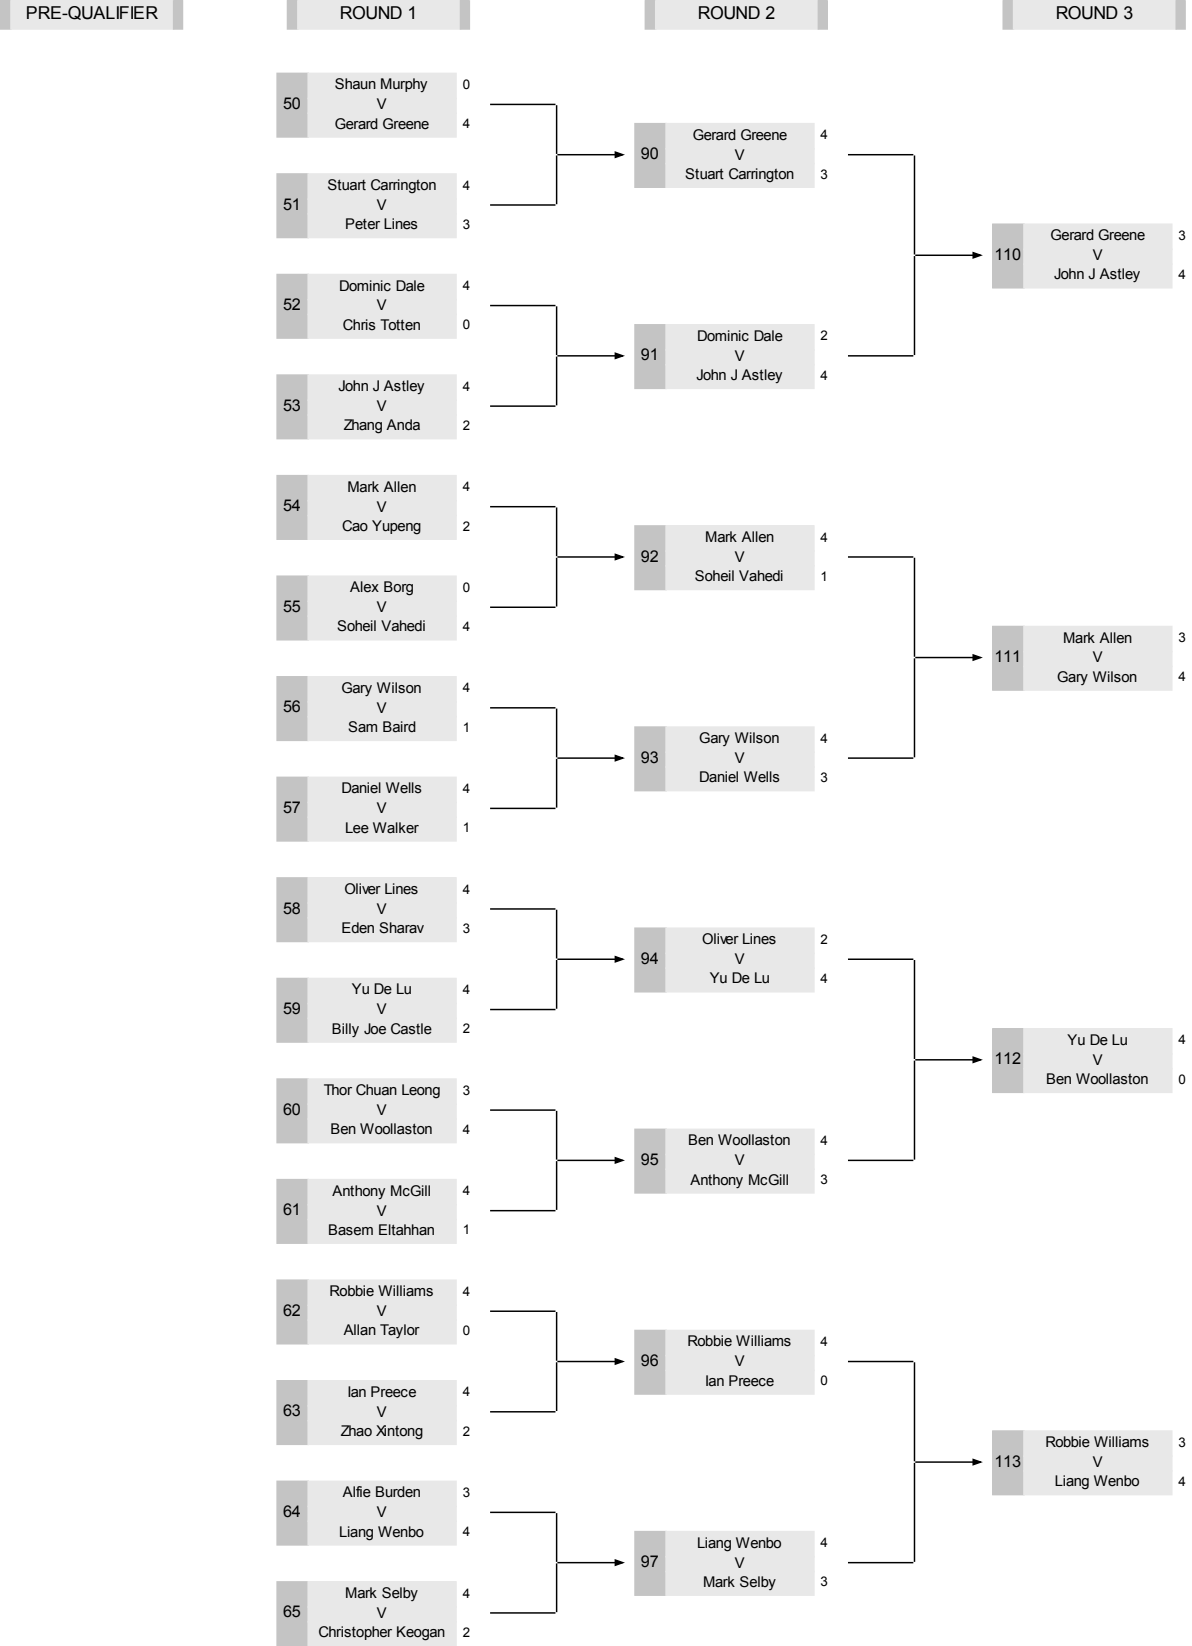 PRE-QUALIFIER
ROUND 1
ROUND 2
ROUND 3
50
Shaun Murphy 0
V
Gerard Greene 4
51
Stuart Carrington 4
V
Peter Lines 3
52
Dominic Dale 4
V
Chris Totten 0
53
John J Astley 4
V
Zhang Anda 2
54
Mark Allen 4
V
Cao Yupeng 2
55
Alex Borg 0
V
Soheil Vahedi 4
56
Gary Wilson 4
V
Sam Baird 1
57
Daniel Wells 4
V
Lee Walker 1
58
Oliver Lines 4
V
Eden Sharav 3
59
Yu De Lu 4
V
Billy Joe Castle 2
60
Thor Chuan Leong 3
V
Ben Woollaston 4
61
Anthony McGill 4
V
Basem Eltahhan 1
62
Robbie Williams 4
V
Allan Taylor 0
63
Ian Preece 4
V
Zhao Xintong 2
64
Alfie Burden 3
V
Liang Wenbo 4
65
Mark Selby 4
V
Christopher Keogan 2
90
Gerard Greene 4
V
Stuart Carrington 3
91
Dominic Dale 2
V
John J Astley 4
92
Mark Allen 4
V
Soheil Vahedi 1
93
Gary Wilson 4
V
Daniel Wells 3
94
Oliver Lines 2
V
Yu De Lu 4
95
Ben Woollaston 4
V
Anthony McGill 3
96
Robbie Williams 4
V
Ian Preece 0
97
Liang Wenbo 4
V
Mark Selby 3
110
Gerard Greene 3
V
John J Astley 4
111
Mark Allen 3
V
Gary Wilson 4
112
Yu De Lu 4
V
Ben Woollaston 0
113
Robbie Williams 3
V
Liang Wenbo 4